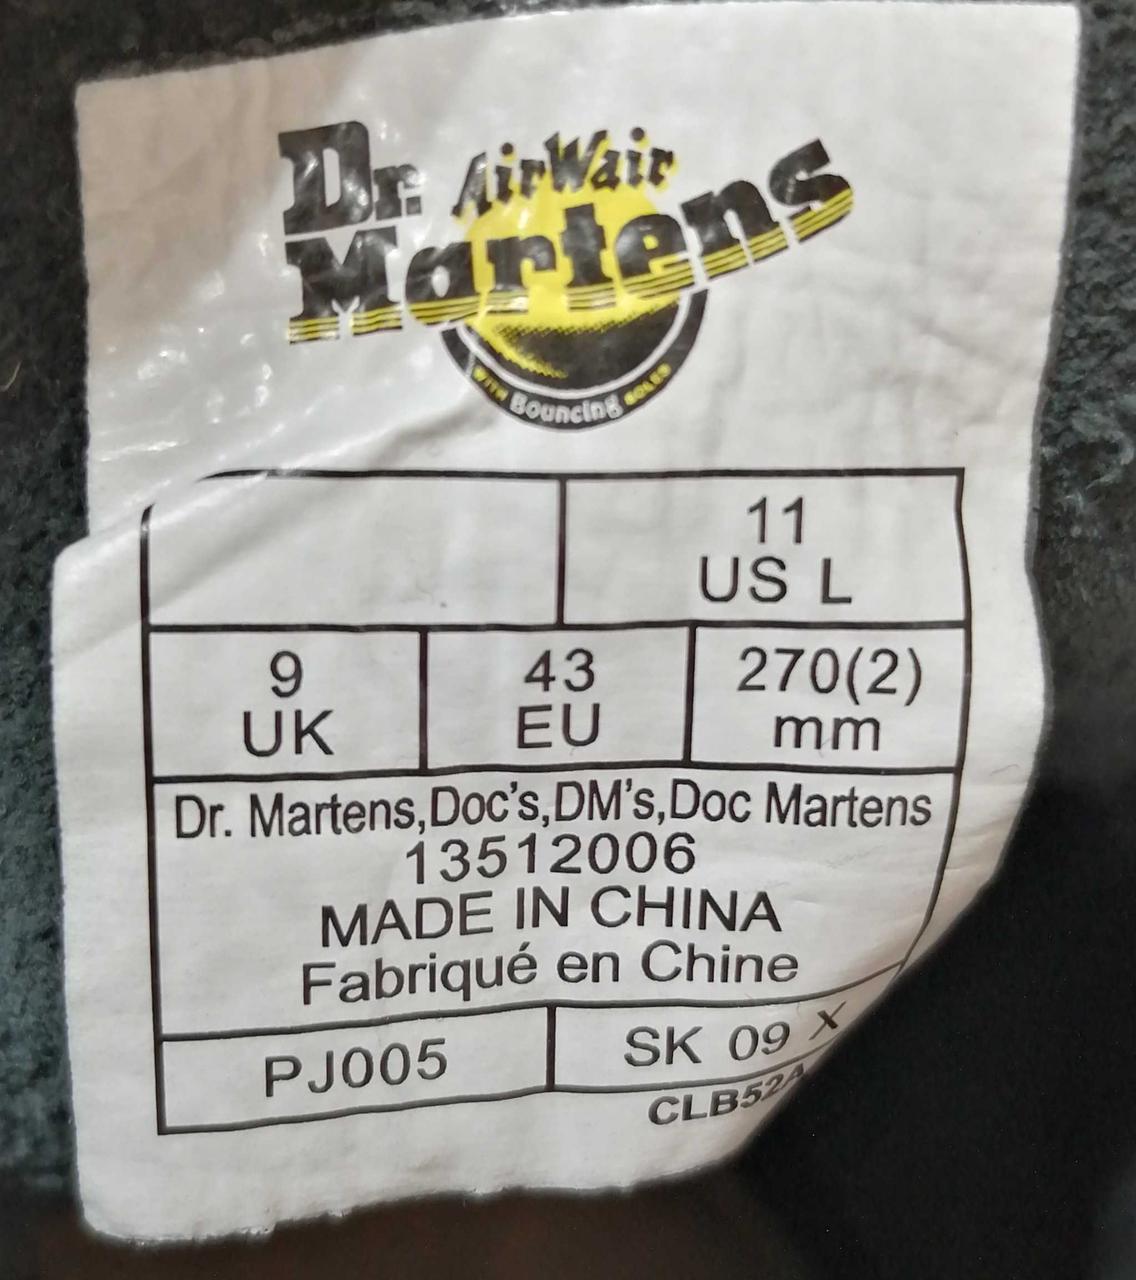 Dr. AirWair
Martens
WITH Bouncing SOLES
11
US L
9
UK
43
EU
270(2)
mm
Dr. Martens,Doc's,DM's,Doc Martens
13512006
MADE IN CHINA
Fabriqué en Chine
PJ005
SK 09 X
CLB52A